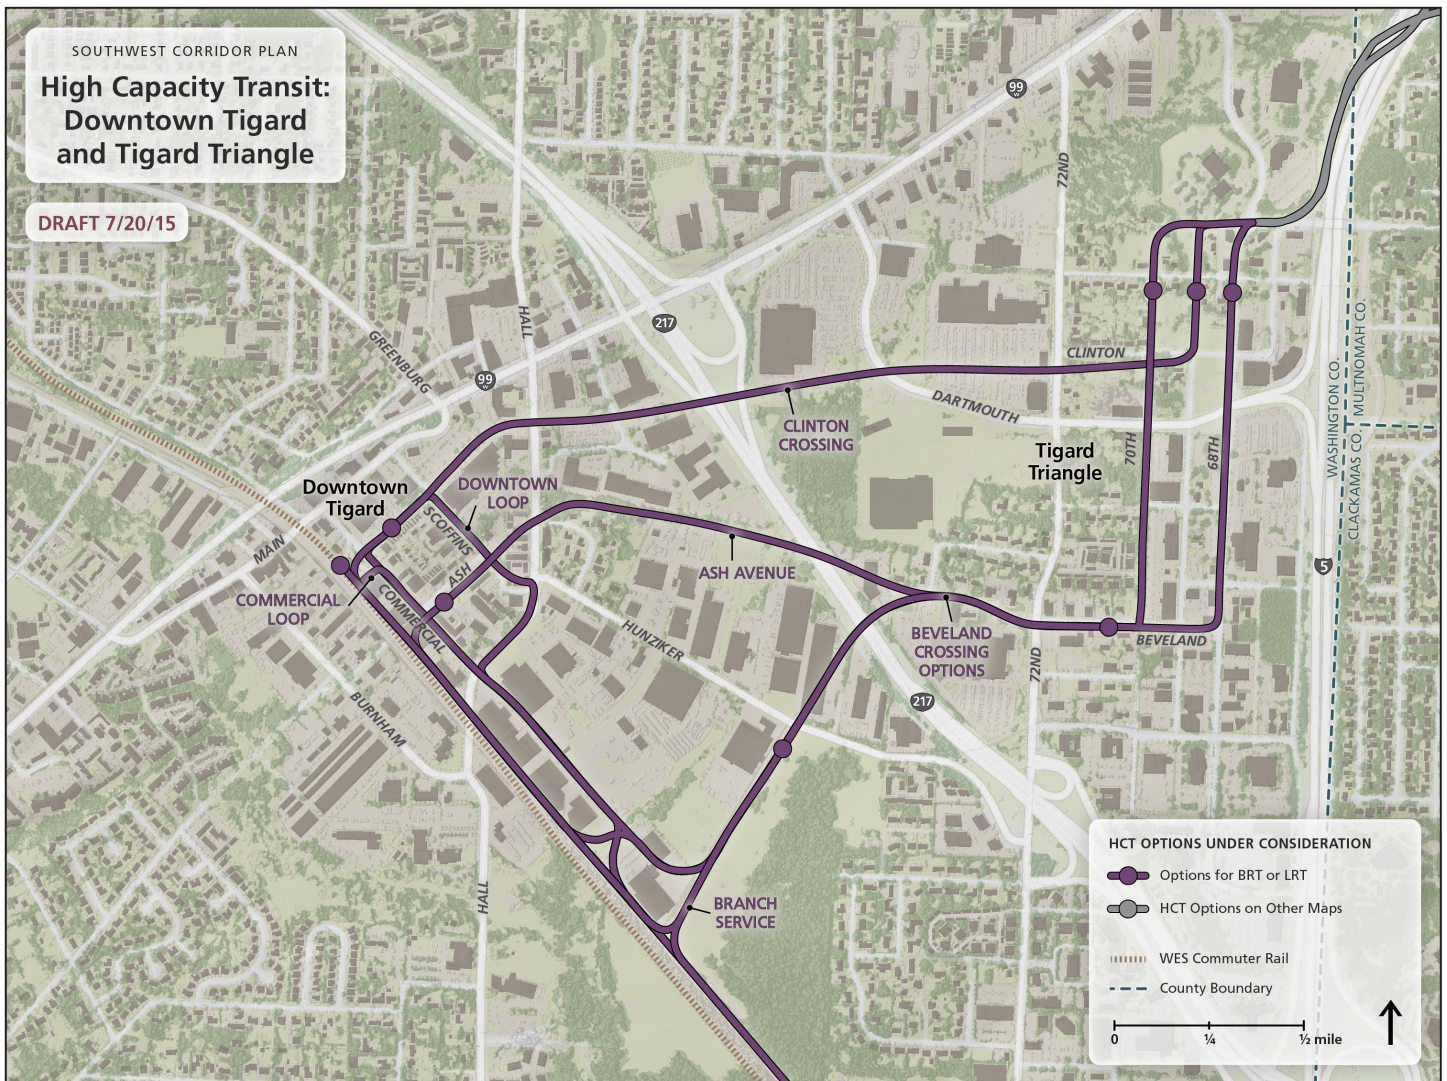 SOUTHWEST CORRIDOR PLAN
High Capacity Transit:
Downtown Tigard
and Tigard Triangle
DRAFT 7/20/15
99
W
72ND
217
HALL
GREENBURG
99
W
CLINTON
DARTMOUTH
CLINTON
CROSSING
WASHINGTON CO.
MULTNOMAH CO.
CLACKAMAS CO.
70TH
68TH
Tigard
Triangle
Downtown
Tigard
DOWNTOWN
LOOP
SCOFFINS
MAIN
ASH
ASH AVENUE
5
COMMERCIAL
LOOP
COMMERCIAL
HUNZIKER
BEVELAND
CROSSING
OPTIONS
BEVELAND
72ND
217
BURNHAM
HALL
BRANCH
SERVICE
HCT OPTIONS UNDER CONSIDERATION
Options for BRT or LRT
HCT Options on Other Maps
WES Commuter Rail
County Boundary
0 ¼ ½ mile